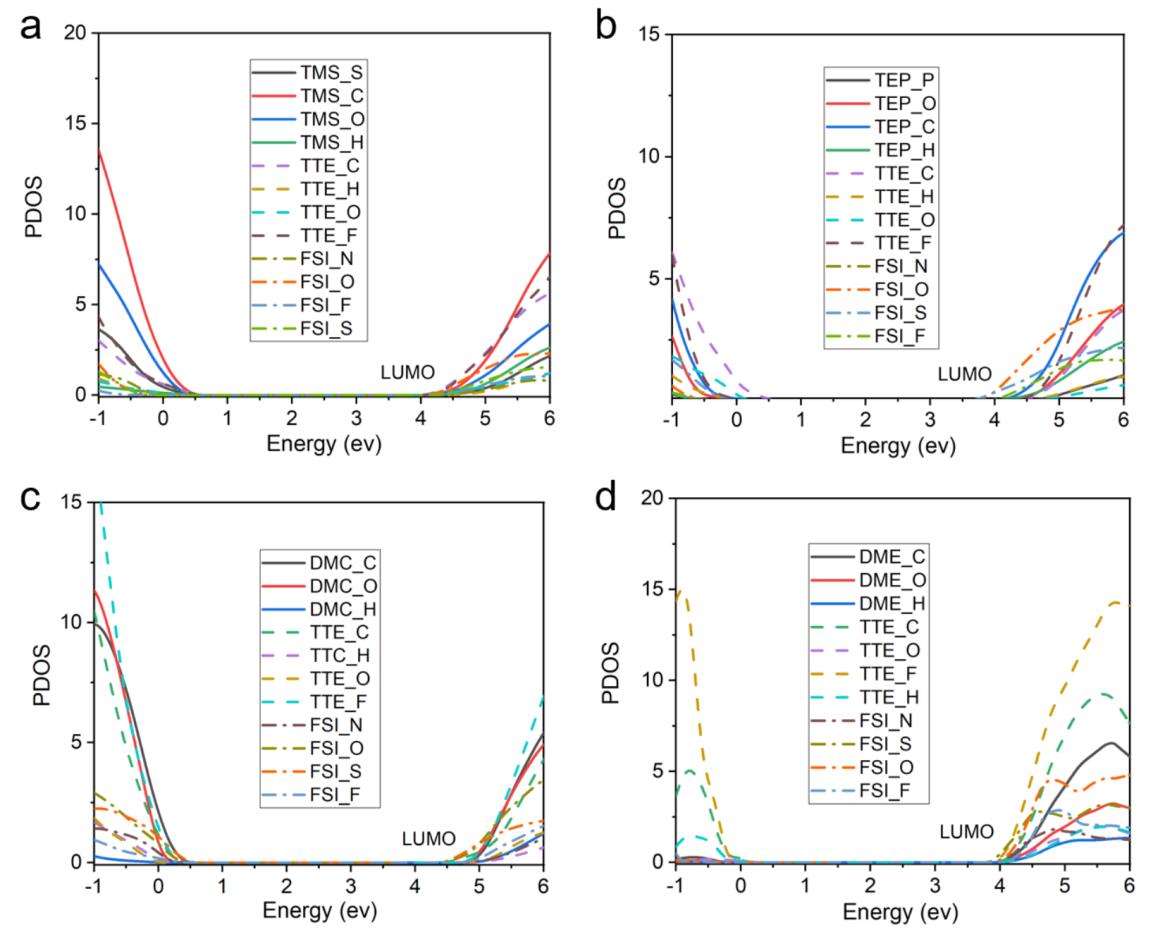 a
20
15
10
5
0
PDOS
TMS_S
TMS_C
TMS_O
TMS_H
TTE_C
TTE_H
TTE_O
TTE_F
FSI_N
FSI_O
FSI_F
FSI_S
LUMO
-1 0 1 2 3 4 5 6
Energy (ev)
b
15
10
5
PDOS
TEP_P
TEP_O
TEP_C
TEP_H
TTE_C
TTE_H
TTE_O
TTE_F
FSI_N
FSI_O
FSI_S
FSI_F
LUMO
-1 0 1 2 3 4 5 6
Energy (ev)
c
15
10
5
0
PDOS
DMC_C
DMC_O
DMC_H
TTE_C
TTC_H
TTE_O
TTE_F
FSI_N
FSI_O
FSI_S
FSI_F
LUMO
-1 0 1 2 3 4 5 6
Energy (ev)
d
20
15
10
5
0
PDOS
DME_C
DME_O
DME_H
TTE_C
TTE_O
TTE_F
TTE_H
FSI_N
FSI_S
FSI_O
FSI_F
LUMO
-1 0 1 2 3 4 5 6
Energy (ev)